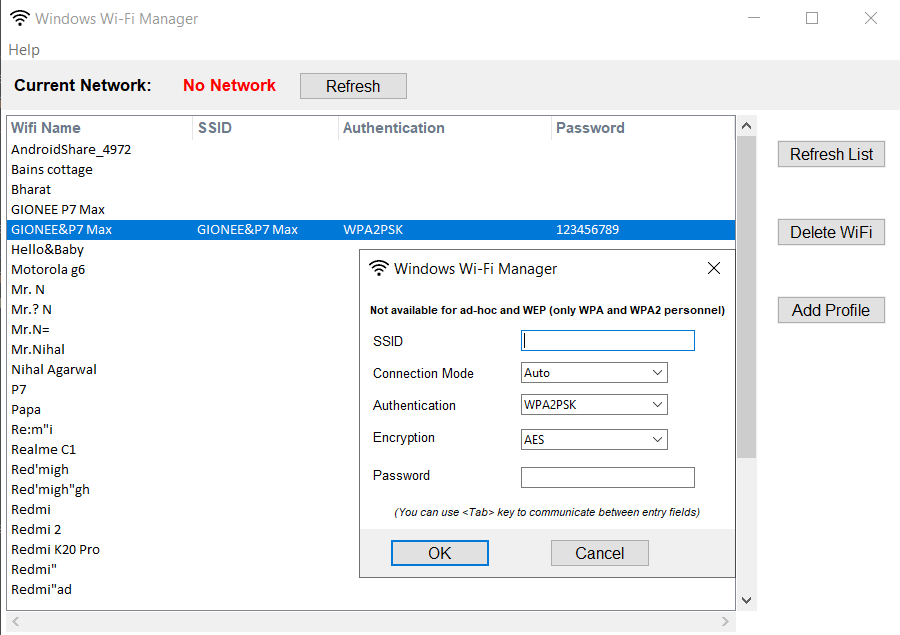 Windows Wi-Fi Manager
Help
Current Network: No Network Refresh
Wifi Name SSID Authentication Password
AndroidShare_4972
Bains cottage
Bharat
GIONEE P7 Max
GIONEE&P7 Max GIONEE&P7 Max WPA2PSK 123456789
Hello&Baby
Motorola g6
Mr. N
Mr.? N
Mr.N=
Mr.Nihal
Nihal Agarwal
P7
Papa
Re:m"i
Realme C1
Red'migh
Red'migh"gh
Redmi
Redmi 2
Redmi K20 Pro
Redmi"
Redmi"ad
Refresh List
Delete WiFi
Add Profile
Windows Wi-Fi Manager
Not available for ad-hoc and WEP (only WPA and WPA2 personnel)
SSID
Connection Mode Auto
Authentication WPA2PSK
Encryption AES
Password
(You can use <Tab> key to communicate between entry fields)
OK Cancel